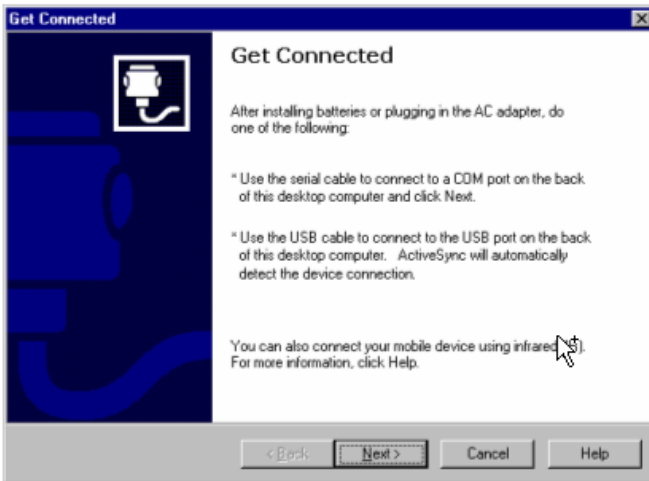 Get Connected
Get Connected
After installing batteries or plugging in the AC adapter, do
one of the following:
* Use the serial cable to connect to a COM port on the back
of this desktop computer and click Next.
* Use the USB cable to connect to the USB port on the back
of this desktop computer. ActiveSync will automatically
detect the device connection.
You can also connect your mobile device using infrared
For more information, click Help.
< Back
Next >
Cancel
Help